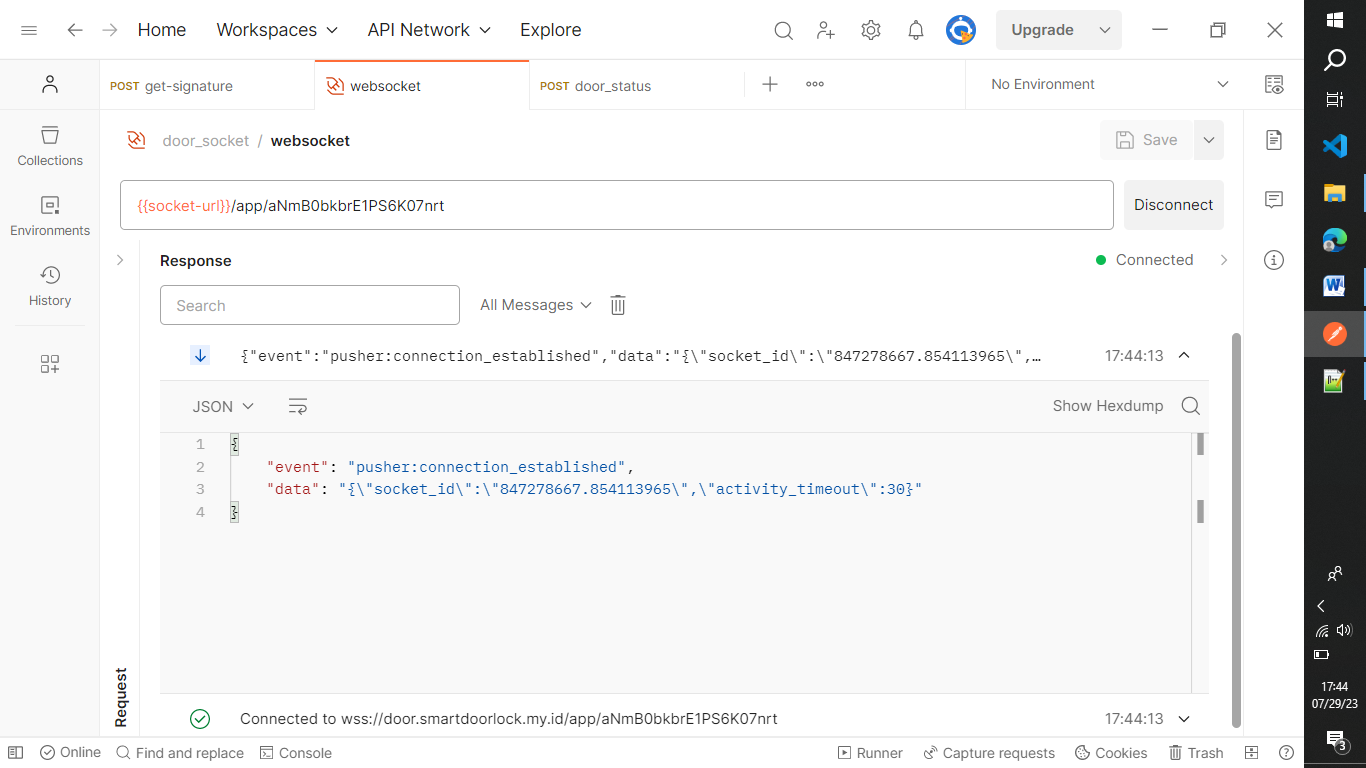 Home Workspaces API Network Explore Upgrade
POST get-signature websocket POST door_status No Environment
door_socket / websocket Save
Collections
{{socket-url}}/app/aNmB0bkbrE1PS6K07nrt Disconnect
Environments
Response Connected
History
Search All Messages
{"event":"pusher:connection_established","data":"{\"socket_id\":\"847278667.854113965\",… 17:44:13
JSON Show Hexdump
1 {
2 "event": "pusher:connection_established",
3 "data": "{\"socket_id\":\"847278667.854113965\",\"activity_timeout\":30}"
4 }
Request
Connected to wss://door.smartdoorlock.my.id/app/aNmB0bkbrE1PS6K07nrt 17:44:13
Online Find and replace Console Runner Capture requests Cookies Trash
17:44
07/29/23
3